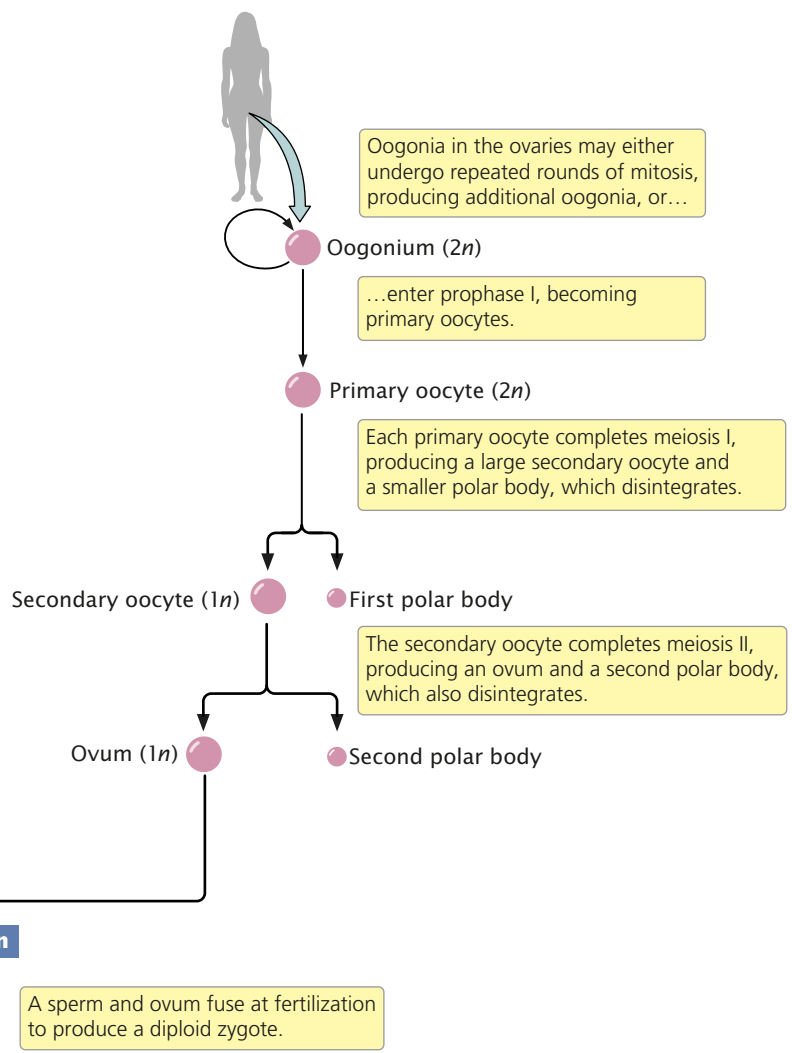 Oogonia in the ovaries may either
undergo repeated rounds of mitosis,
producing additional oogonia, or…
Oogonium (2n)
…enter prophase I, becoming
primary oocytes.
Primary oocyte (2n)
Each primary oocyte completes meiosis I,
producing a large secondary oocyte and
a smaller polar body, which disintegrates.
Secondary oocyte (1n)
First polar body
The secondary oocyte completes meiosis II,
producing an ovum and a second polar body,
which also disintegrates.
Ovum (1n)
Second polar body
n
A sperm and ovum fuse at fertilization
to produce a diploid zygote.